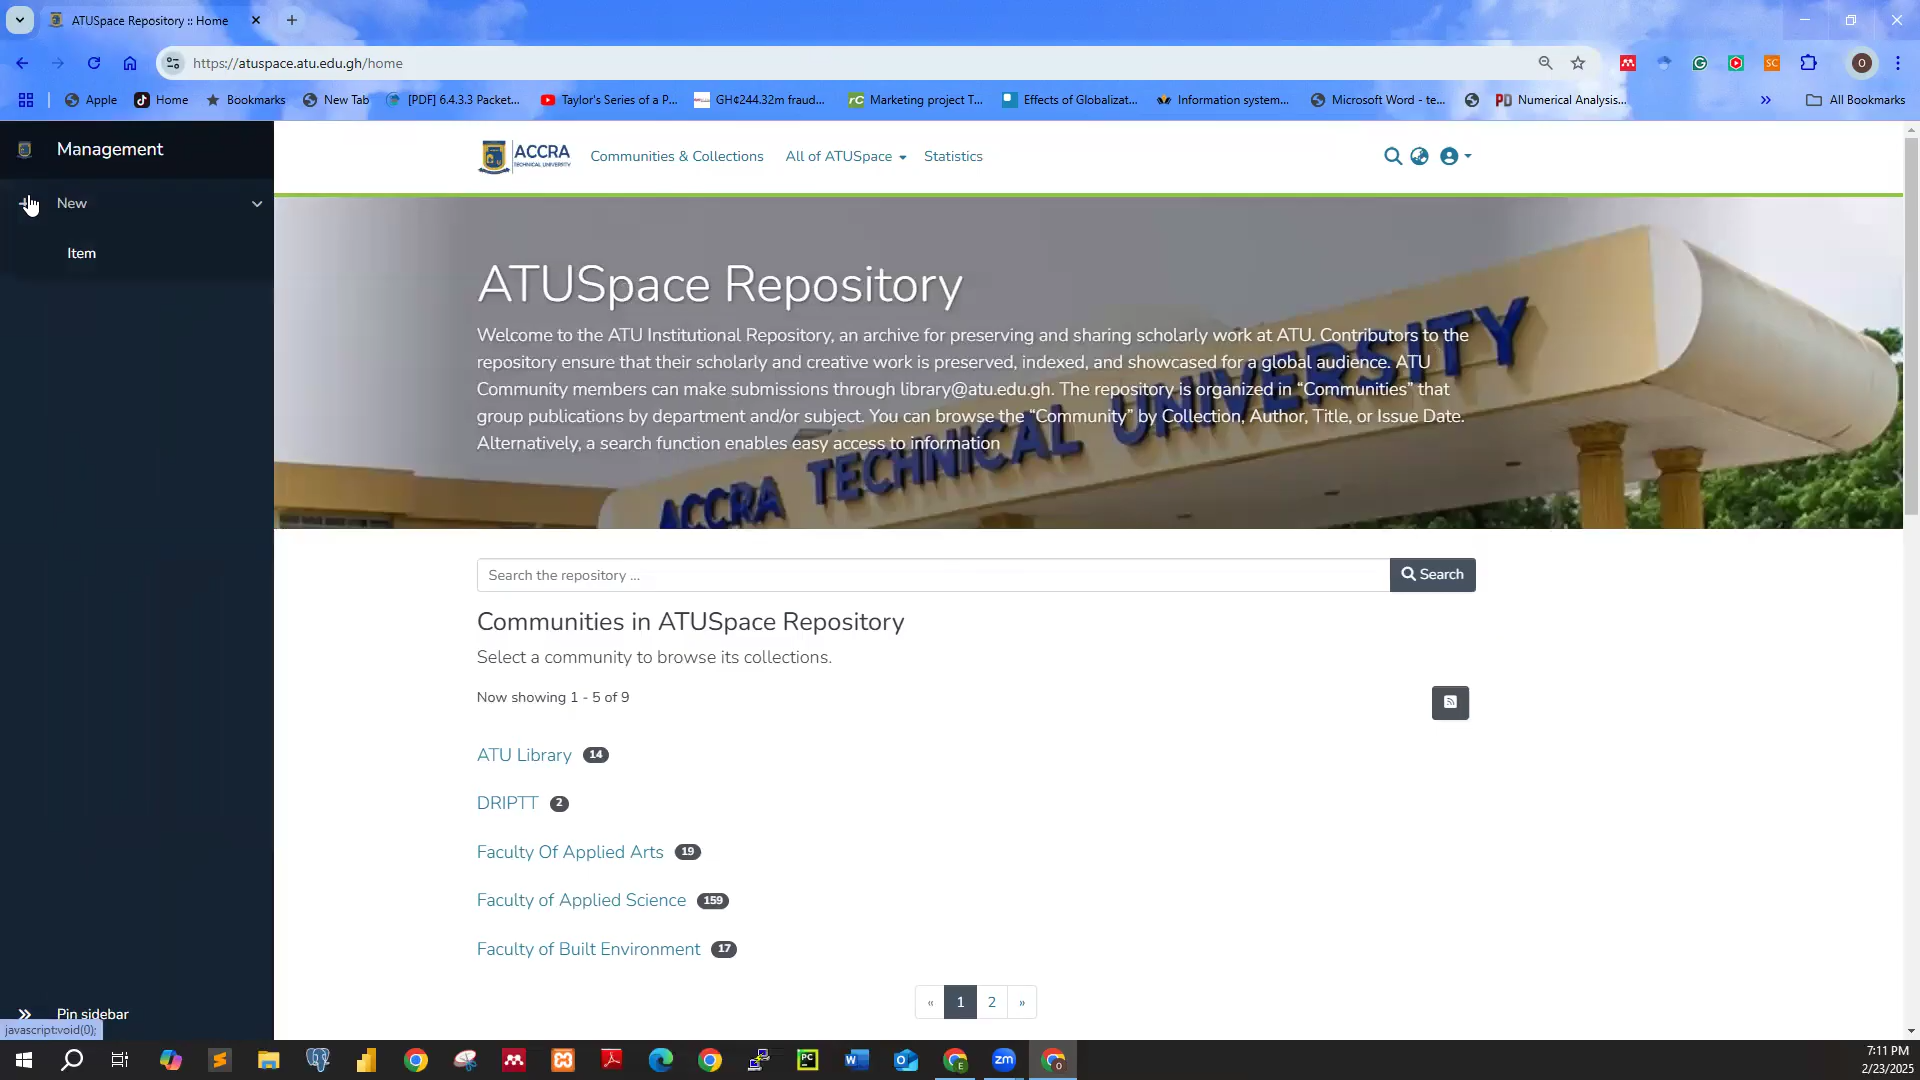 ATUSpace Repository :: Home
https://atuspace.atu.edu.gh/home
Apple
Home
Bookmarks
New Tab
[PDF] 6.4.3.3 Packet...
Taylor's Series of a P...
GH¢244.32m fraud...
rC
Marketing project T...
Effects of Globalizat...
Information system...
Microsoft Word - te...
Numerical Analysis...
All Bookmarks
Management
ACCRA
TECHNICAL UNIVERSITY
Communities & Collections
All of ATUSpace
Statistics
New
Item
ATUSpace Repository
Welcome to the ATU Institutional Repository, an archive for preserving and sharing scholarly work at ATU. Contributors to the
repository ensure that their scholarly and creative work is preserved, indexed, and showcased for a global audience. ATU
Community members can make submissions through library@atu.edu.gh. The repository is organized in “Communities” that
group publications by department and/or subject. You can browse the “Community” by Collection, Author, Title, or Issue Date.
Alternatively, a search function enables easy access to information
ACCRA TECHNICAL UNIVERSITY
Search the repository ...
Search
Communities in ATUSpace Repository
Select a community to browse its collections.
Now showing 1 - 5 of 9
ATU Library 14
DRIPTT 2
Faculty Of Applied Arts 19
Faculty of Applied Science 159
Faculty of Built Environment 17
« 1 2 »
Pin sidebar
javascript:void(0);
7:11 PM
2/23/2025